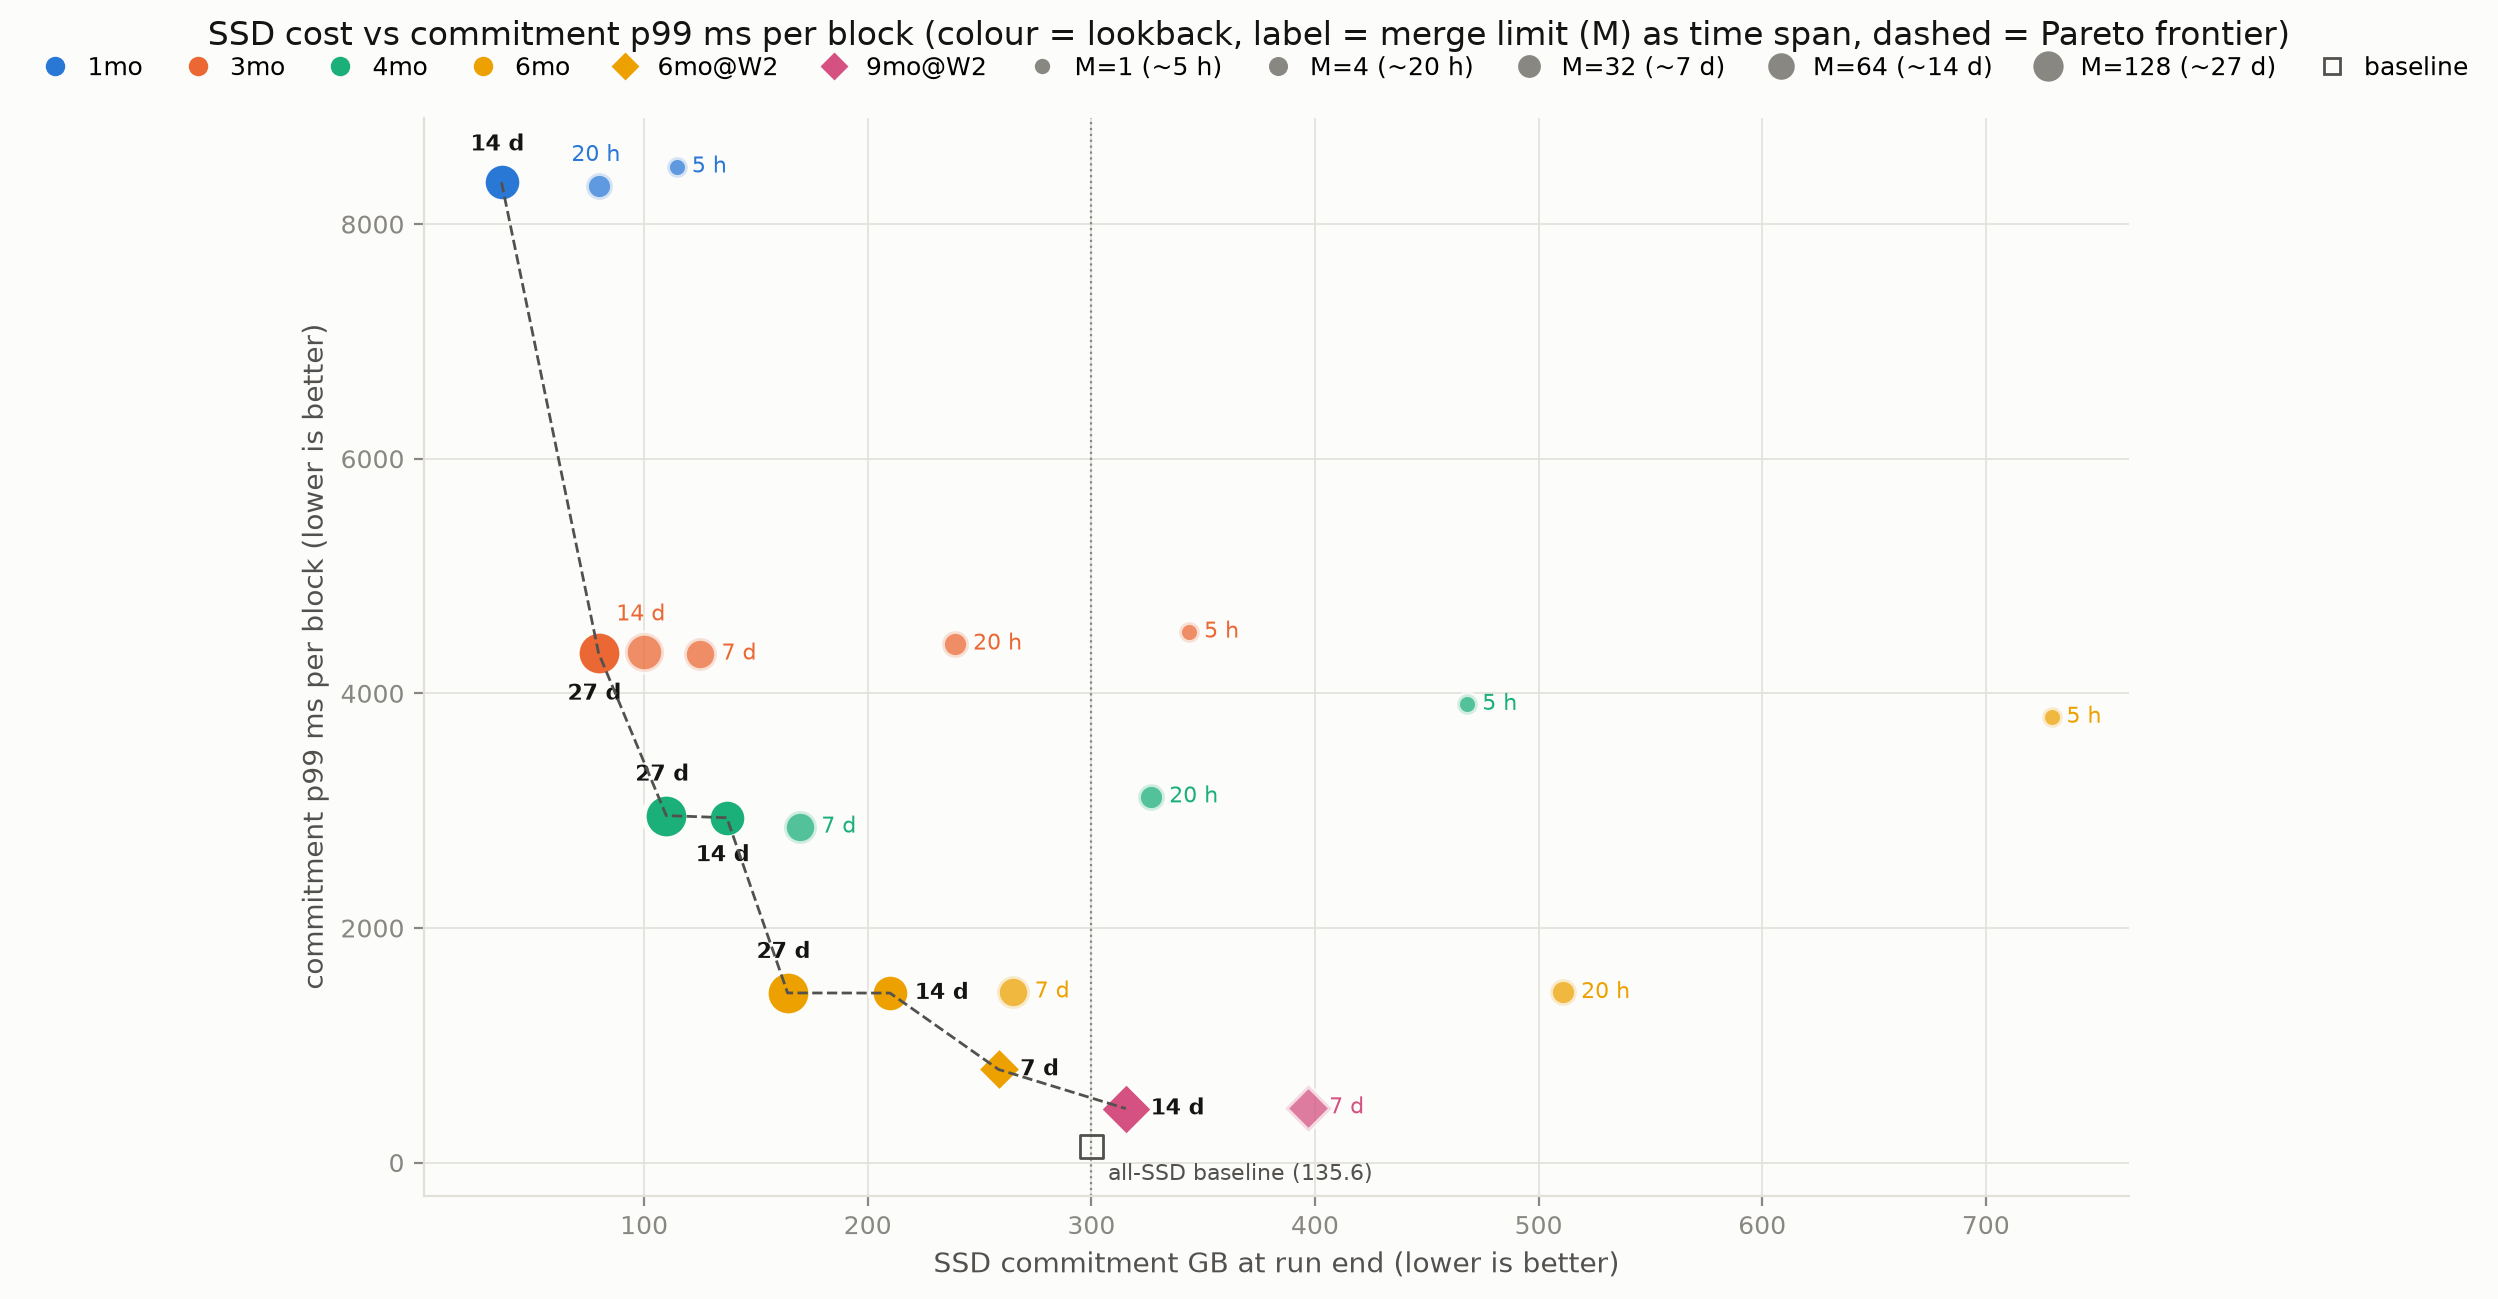 SSD cost vs commitment p99 ms per block (colour = lookback, label = merge limit (M) as time span, dashed = Pareto frontier)
1mo 3mo 4mo 6mo 6mo@W2 9mo@W2 M=1 (~5 h) M=4 (~20 h) M=32 (~7 d) M=64 (~14 d) M=128 (~27 d) baseline
14 d 20 h 5 h
8000
6000
14 d
7 d 20 h 5 h
27 d
4000
5 h 5 h
27 d
20 h
7 d
14 d
2000
27 d
14 d 7 d 20 h
7 d
14 d 7 d
0
all-SSD baseline (135.6)
100 200 300 400 500 600 700
SSD commitment GB at run end (lower is better)
commitment p99 ms per block (lower is better)